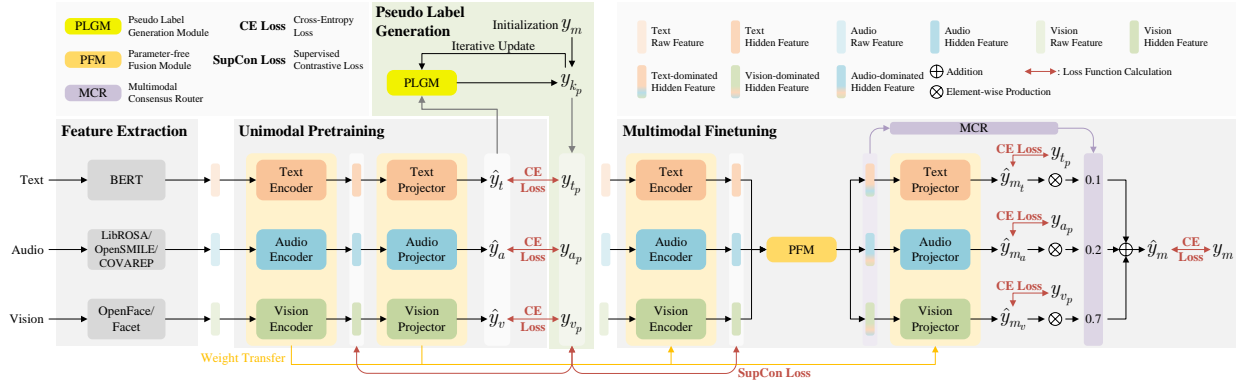 PLGM
Pseudo Label
Generation Module
CE Loss
Cross-Entropy
Loss
PFM
Parameter-free
Fusion Module
SupCon Loss
Supervised
Contrastive Loss
MCR
Multimodal
Consensus Router
Pseudo Label
Generation
Initialization
y_m
Iterative Update
PLGM
y_{k_p}
Text
Raw Feature
Text
Hidden Feature
Audio
Raw Feature
Audio
Hidden Feature
Vision
Raw Feature
Vision
Hidden Feature
Text-dominated
Hidden Feature
Vision-dominated
Hidden Feature
Audio-dominated
Hidden Feature
Addition
Element-wise Production
: Loss Function Calculation
Feature Extraction
Unimodal Pretraining
Multimodal Finetuning
MCR
Text
BERT
Text
Encoder
Text
Projector
ŷ_t
CE
Loss
y_{t_p}
Text
Encoder
Text
Projector
CE Loss
y_{t_p}
ŷ_{m_t}
0.1
Audio
LibROSA/
OpenSMILE/
COVAREP
Audio
Encoder
Audio
Projector
ŷ_a
CE
Loss
y_{a_p}
Audio
Encoder
PFM
Audio
Projector
CE Loss
y_{a_p}
ŷ_{m_a}
0.2
ŷ_m
CE
Loss
y_m
Vision
OpenFace/
Facet
Vision
Encoder
Vision
Projector
ŷ_v
CE
Loss
y_{v_p}
Vision
Encoder
Vision
Projector
CE Loss
y_{v_p}
ŷ_{m_v}
0.7
Weight Transfer
SupCon Loss